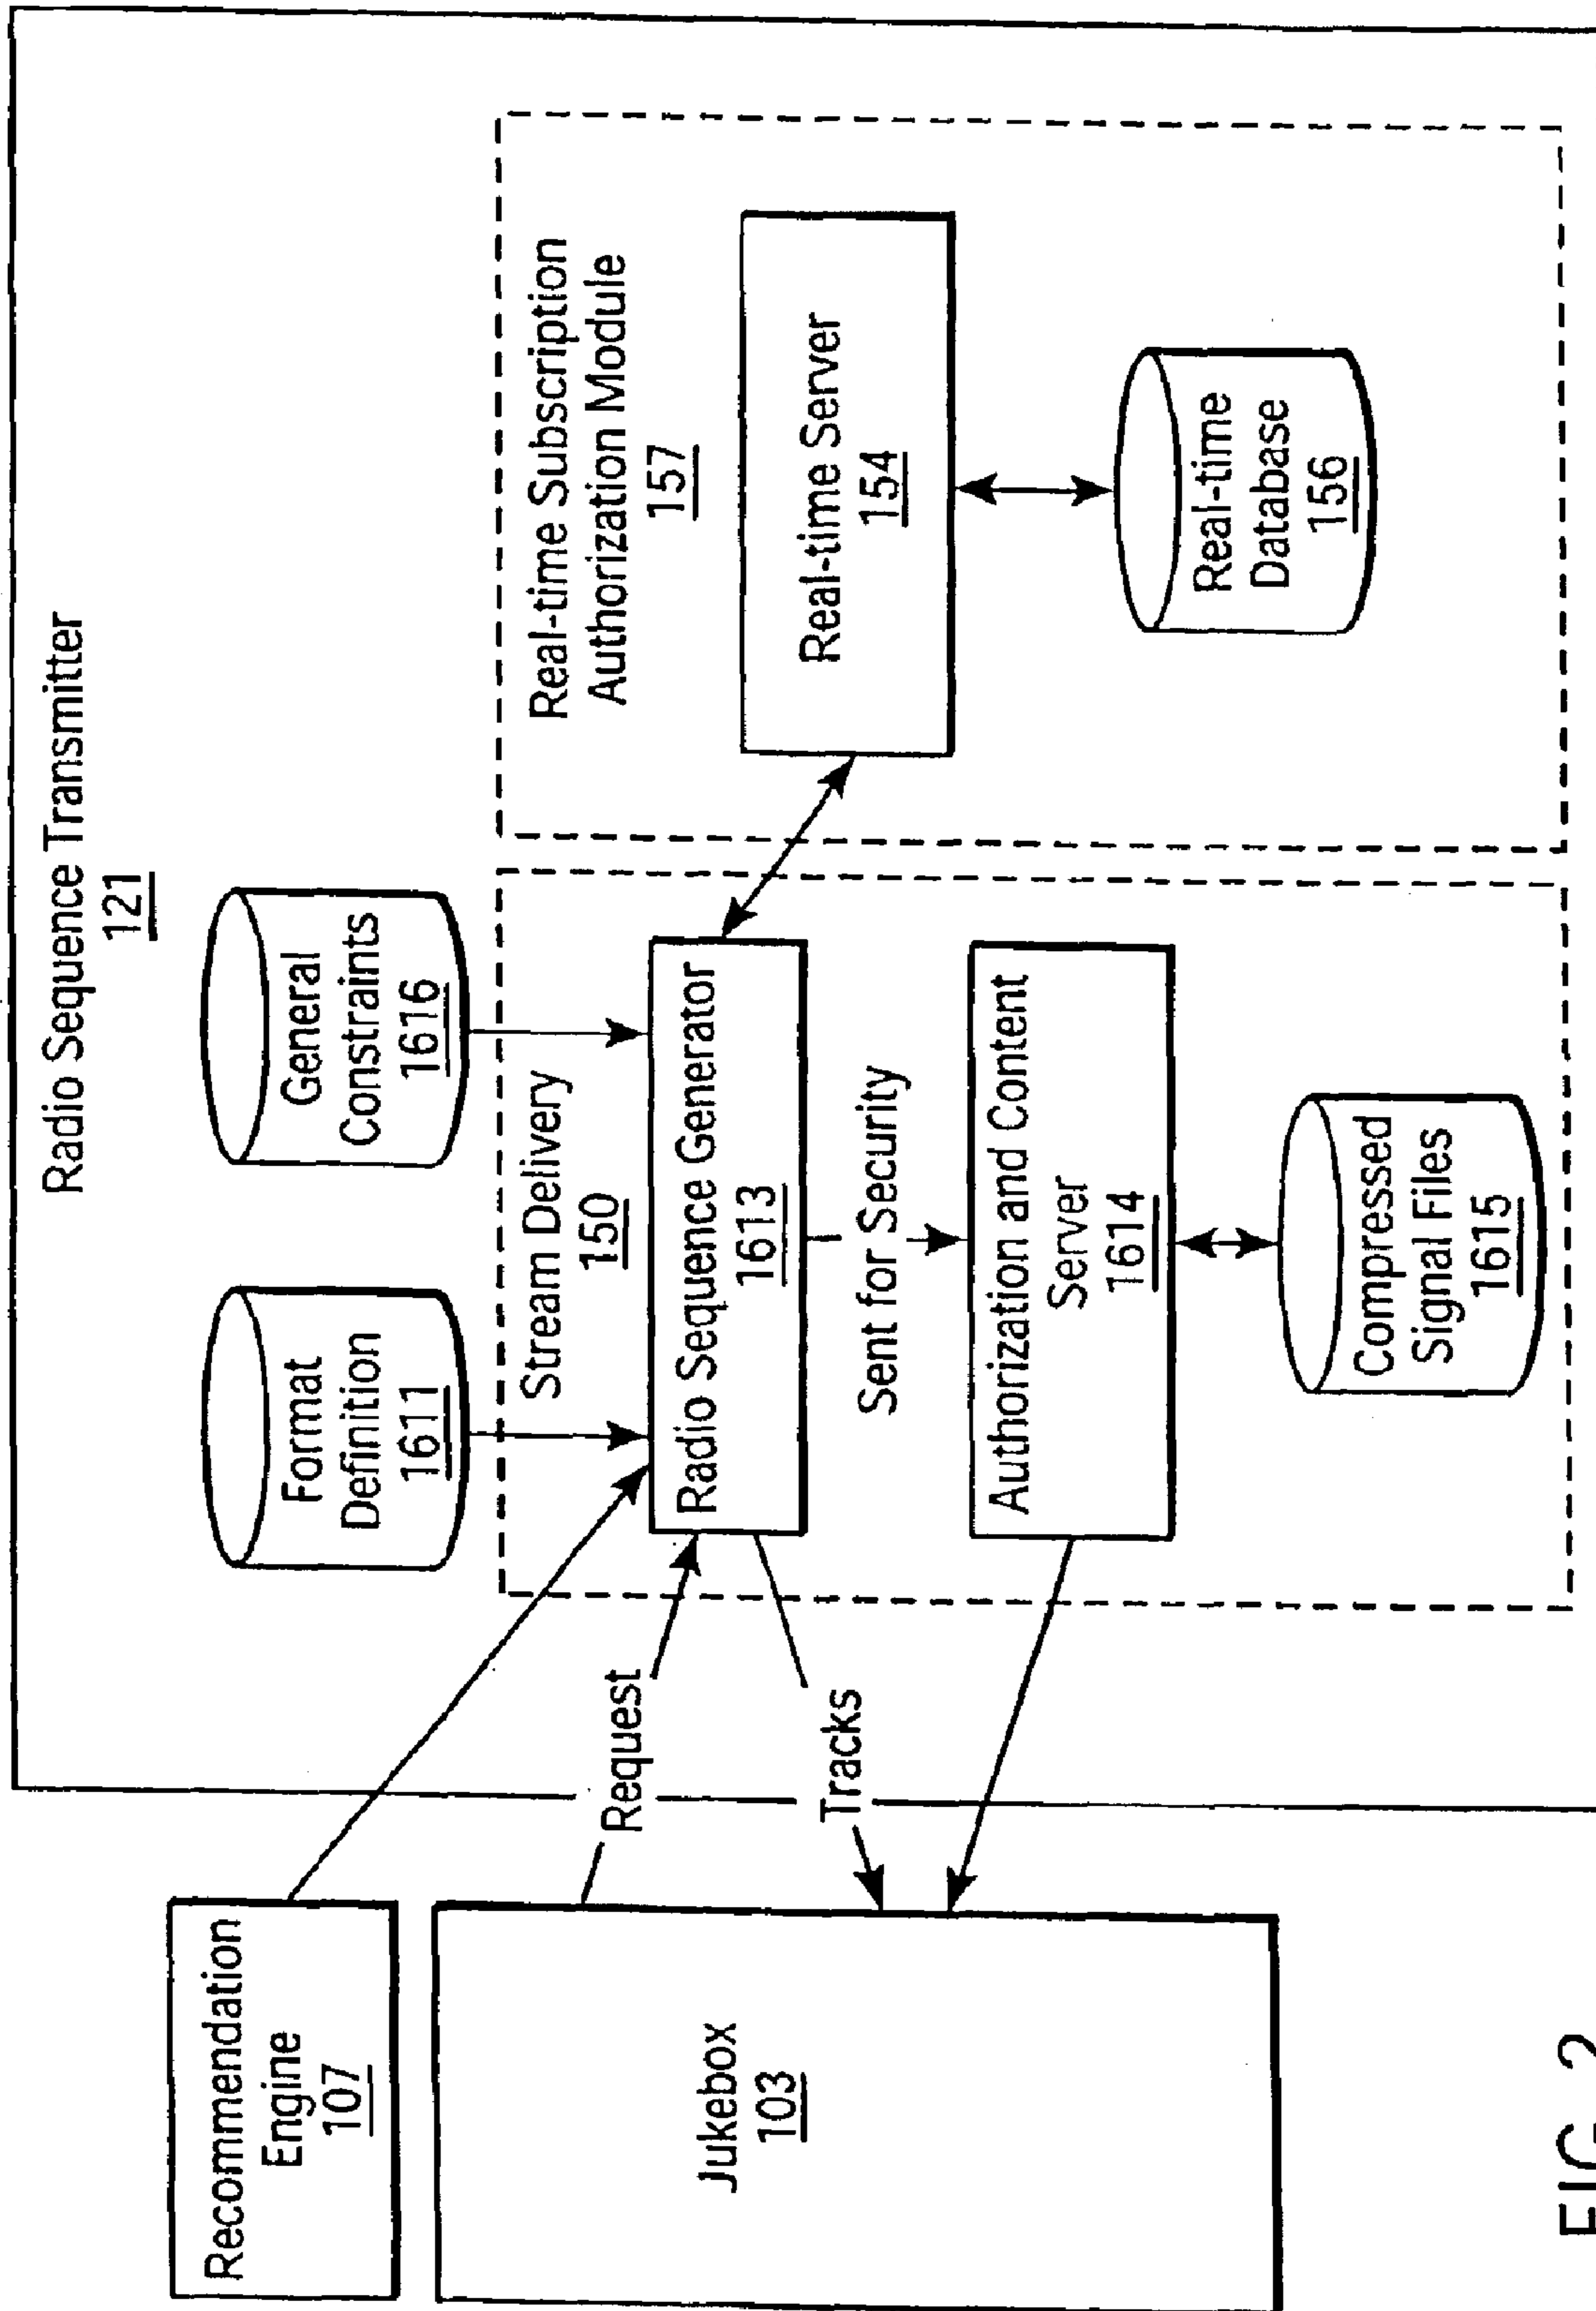 Radio Sequence Transmitter
121
Recommendation
Engine
107
Jukebox
103
Request
Tracks
Format
Definition
1611
General
Constraints
1616
Stream Delivery
150
Radio Sequence Generator
1613
Sent for Security
Authorization and Content
Server
1614
Compressed
Signal Files
1615
Real-time Subscription
Authorization Module
157
Real-time Server
154
Real-time
Database
156
FIG. 2